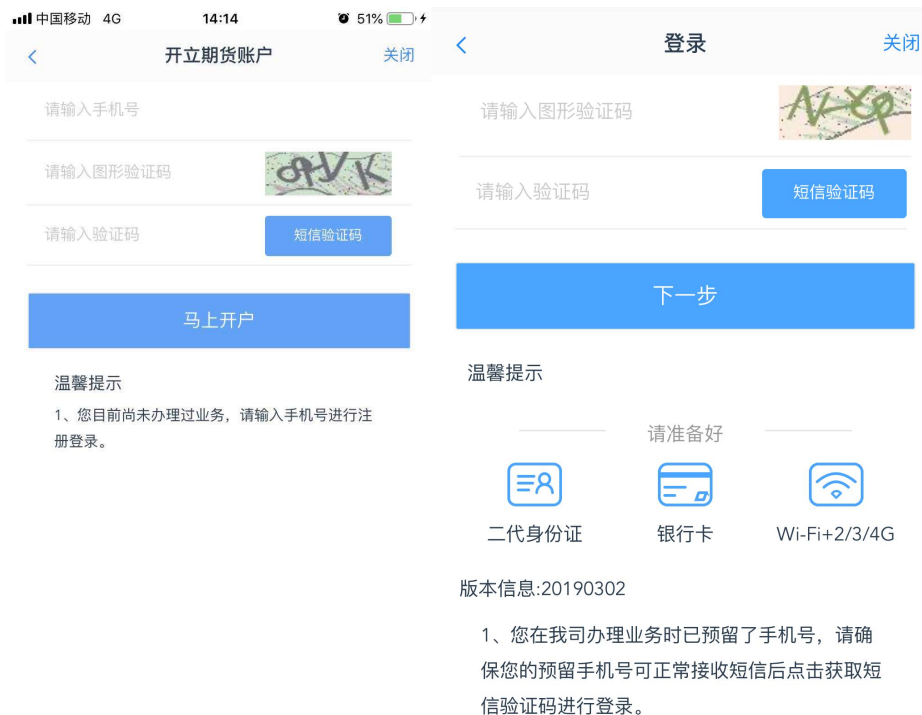 中国移动 4G 14:14 51%
开立期货账户 关闭
请输入手机号
请输入图形验证码
请输入验证码 短信验证码
马上开户
温馨提示
1、您目前尚未办理过业务，请输入手机号进行注
册登录。
登录 关闭
请输入图形验证码
请输入验证码 短信验证码
下一步
温馨提示
请准备好
二代身份证 银行卡 Wi-Fi+2/3/4G
版本信息:20190302
1、您在我司办理业务时已预留了手机号，请确
保您的预留手机号可正常接收短信后点击获取短
信验证码进行登录。